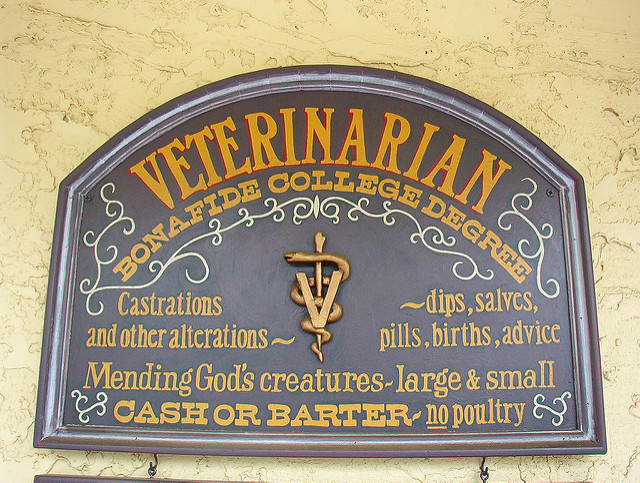 VETERINARIAN
BONAFIDE COLLEGE DEGREE
V
Castrations
and other alterations~
~dips, salves,
pills, births, advice
Mending God's creatures-large & small
CASH OR BARTER-no poultry